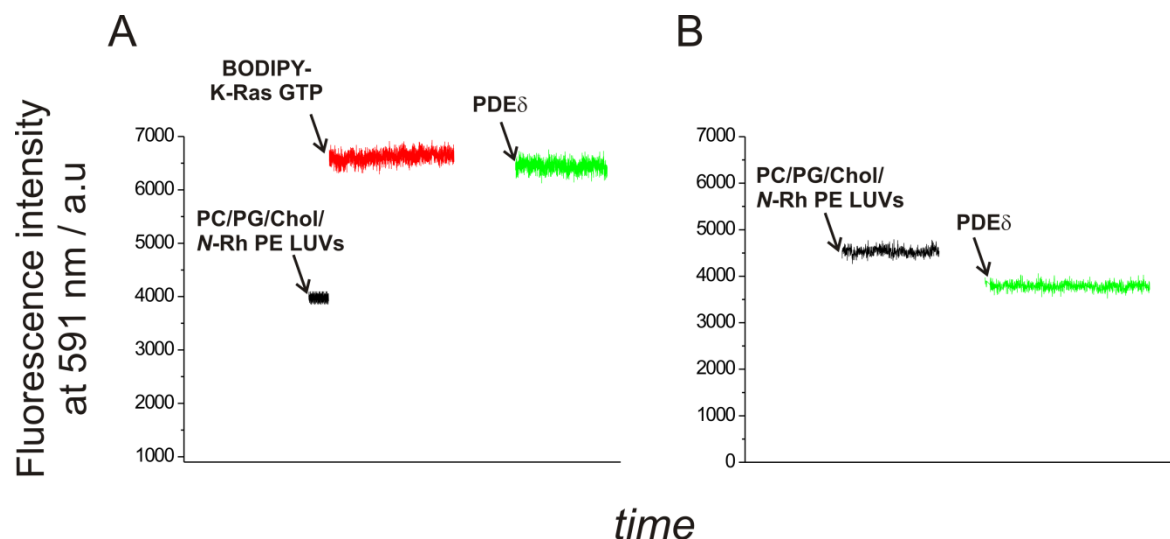 A
B
BODIPY-
K-Ras GTP
PDEδ
PC/PG/Chol/
N-Rh PE LUVs
7000
6000
5000
4000
3000
2000
1000
PC/PG/Chol/
N-Rh PE LUVs
PDEδ
7000
6000
5000
4000
3000
2000
1000
0
Fluorescence intensity
at 591 nm / a.u
time